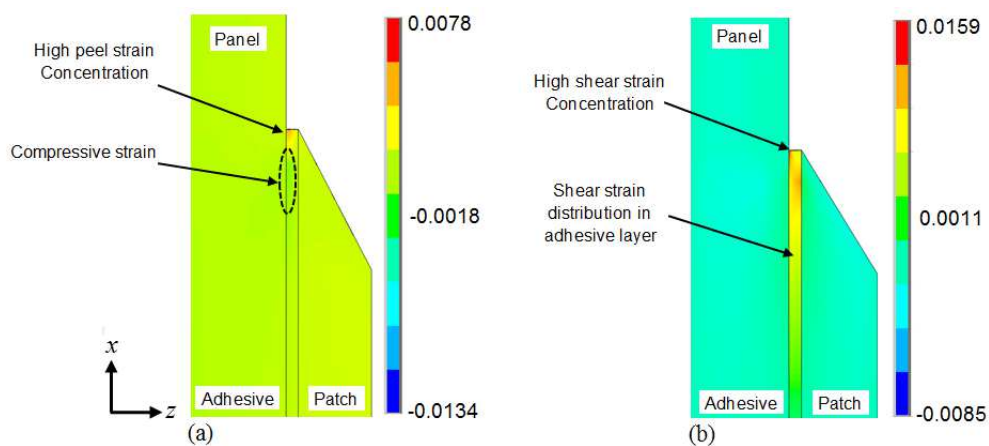 Panel
High peel strain
Concentration
Compressive strain
x
z
Adhesive
Patch
0.0078
-0.0018
-0.0134
(a)
Panel
High shear strain
Concentration
Shear strain
distribution in
adhesive layer
Adhesive
Patch
0.0159
0.0011
-0.0085
(b)